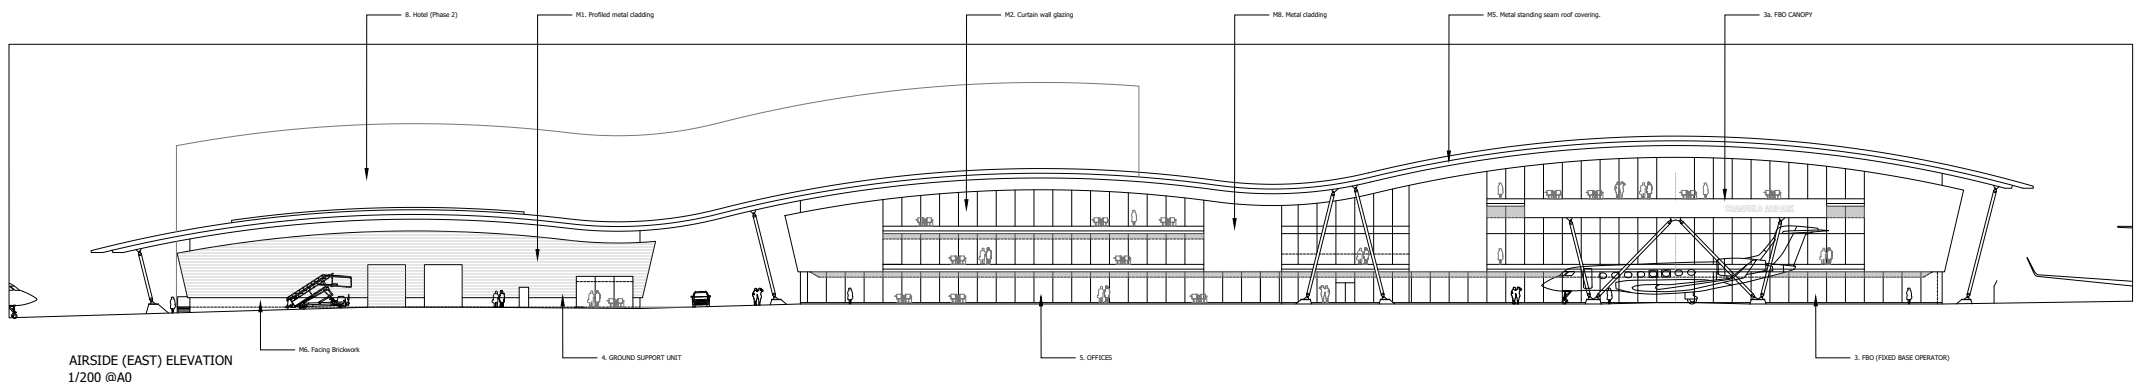 8. Hotel (Phase 2)
M1. Profiled metal cladding
M2. Curtain wall glazing
M8. Metal cladding
M5. Metal standing seam roof covering.
3a. FBO CANOPY
CRANFIELD AIRPARK
M6. Facing Brickwork
4. GROUND SUPPORT UNIT
5. OFFICES
3. FBO (FIXED BASE OPERATOR)
AIRSIDE (EAST) ELEVATION
1/200 @A0